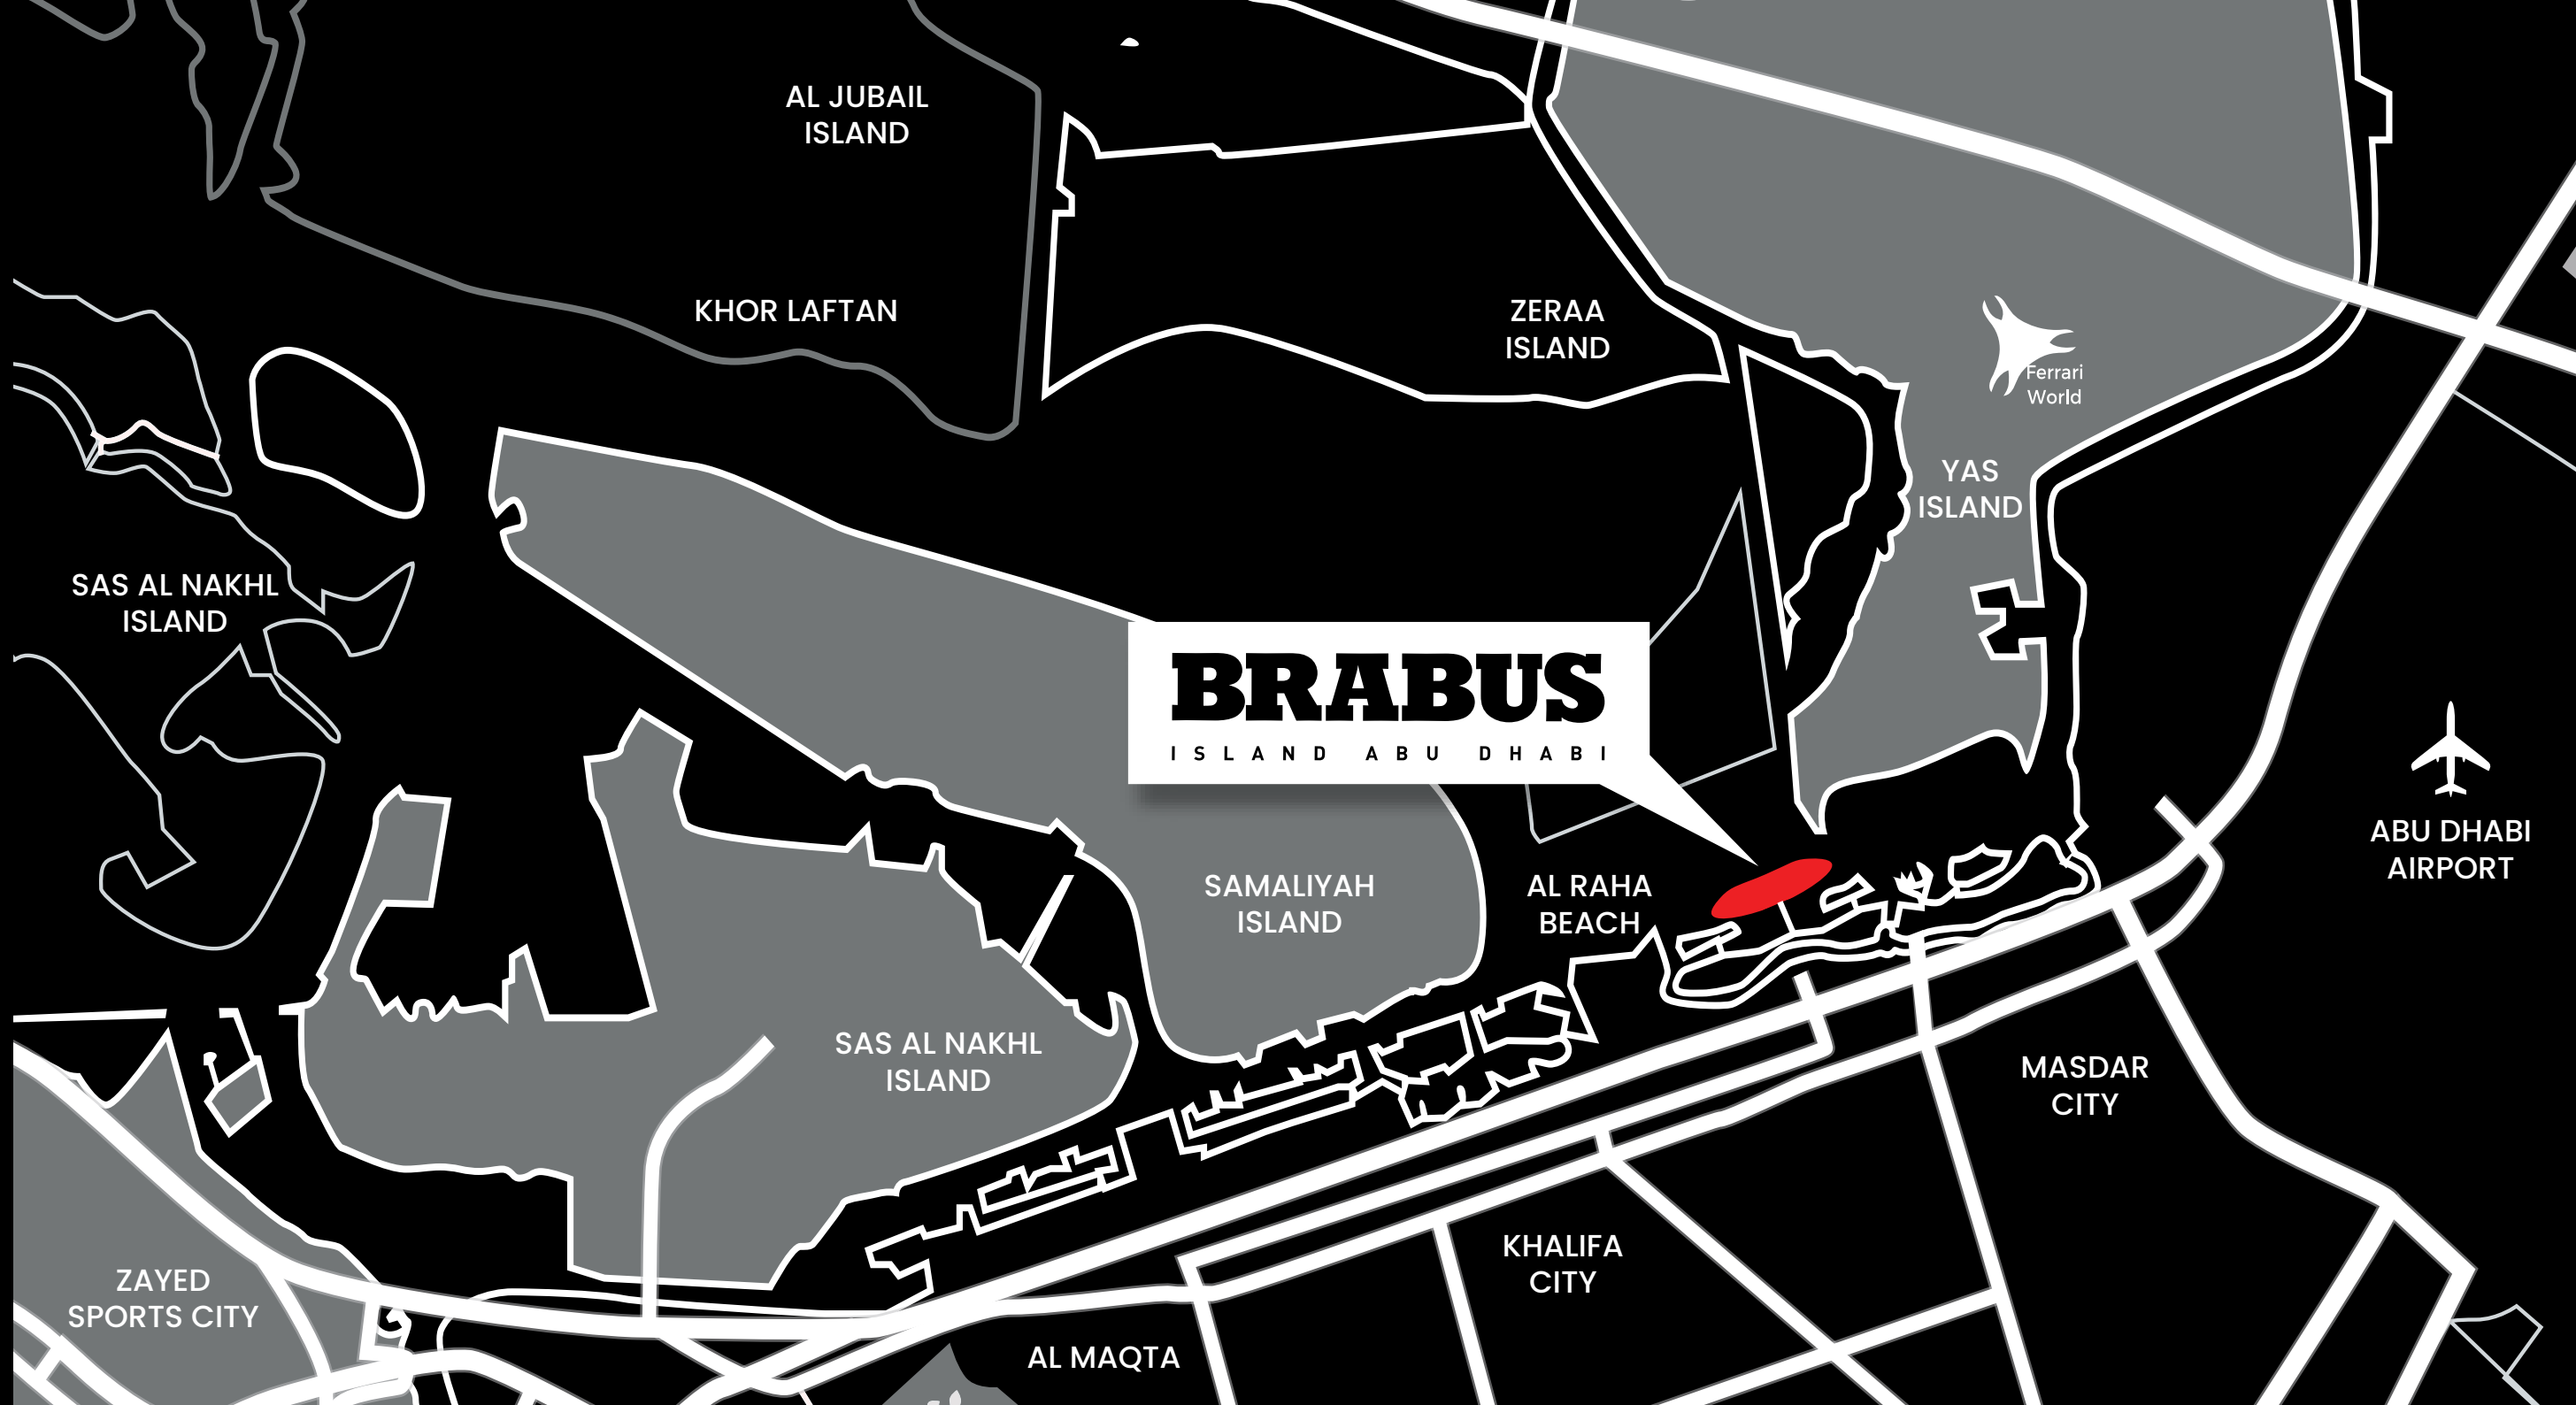 AL JUBAIL
ISLAND
KHOR LAFTAN
ZERAA
ISLAND
Ferrari
World
YAS
ISLAND
SAS AL NAKHL
ISLAND
BRABUS
ISLAND ABU DHABI
ABU DHABI
AIRPORT
SAMALIYAH
ISLAND
AL RAHA
BEACH
SAS AL NAKHL
ISLAND
MASDAR
CITY
ZAYED
SPORTS CITY
KHALIFA
CITY
AL MAQTA